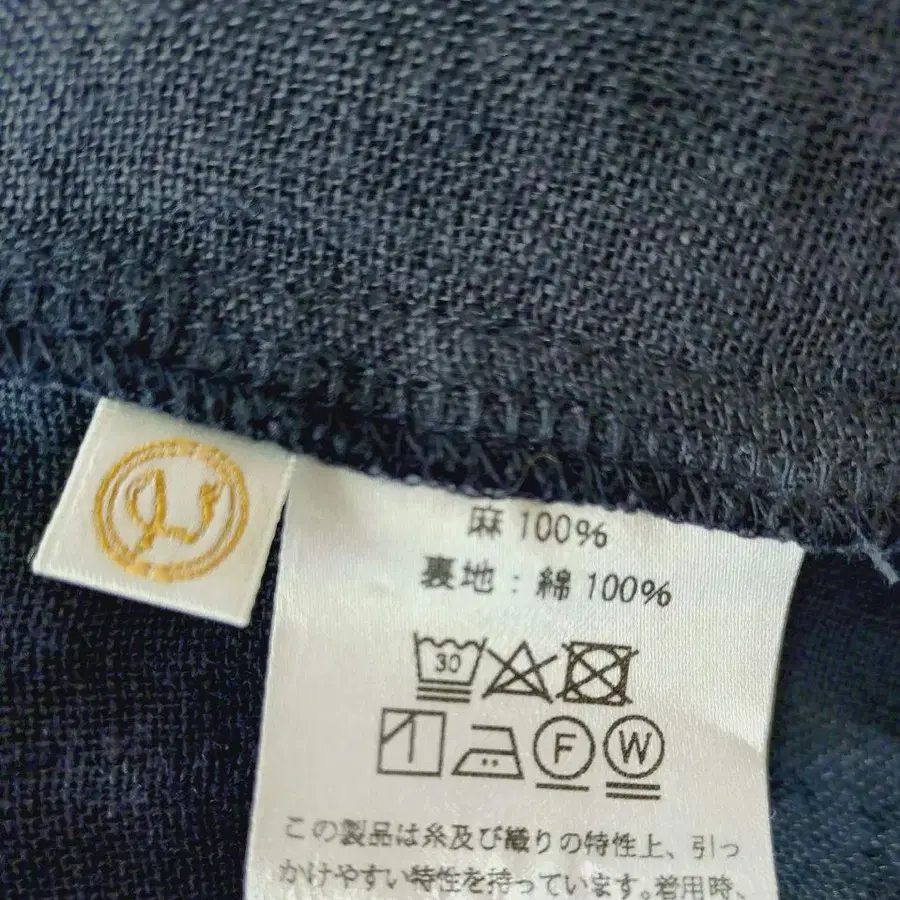 麻 100%
裏地：綿 100%
30
F W
この製品は糸及び織りの特性上、引っ
かけやすい特性を持っています。着用時、